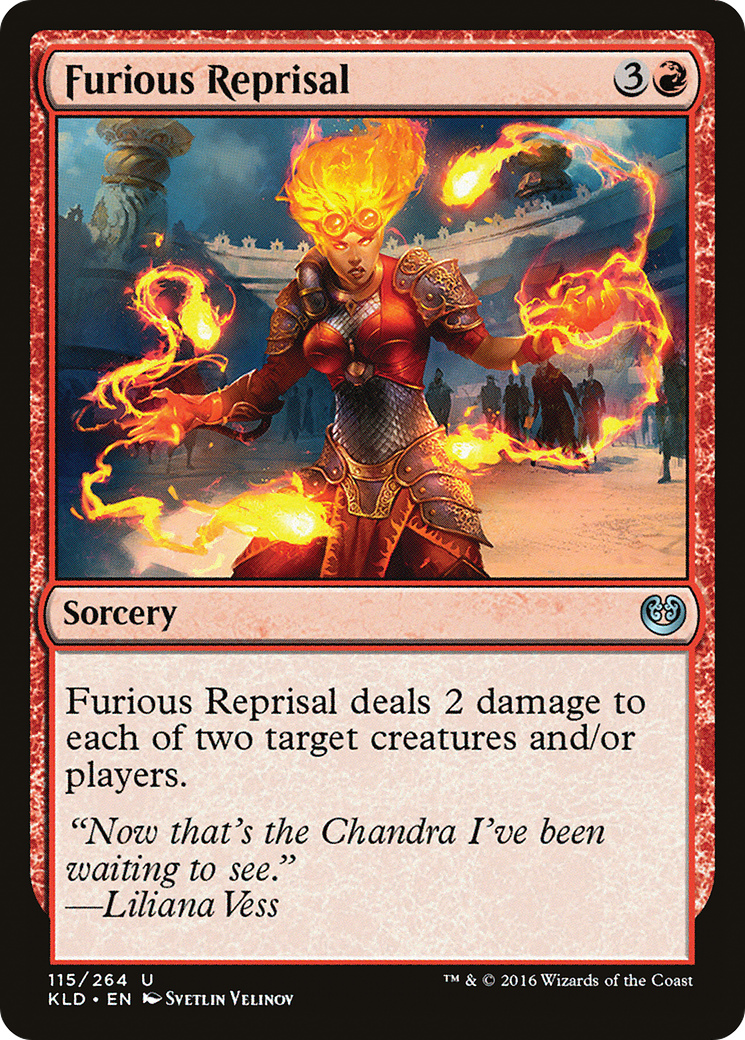 Furious Reprisal 3
Sorcery
Furious Reprisal deals 2 damage to
each of two target creatures and/or
players.
“Now that’s the Chandra I’ve been
waiting to see.”
—Liliana Vess
115/264 U
KLD • EN Svetlin Velinov
™ & © 2016 Wizards of the Coast